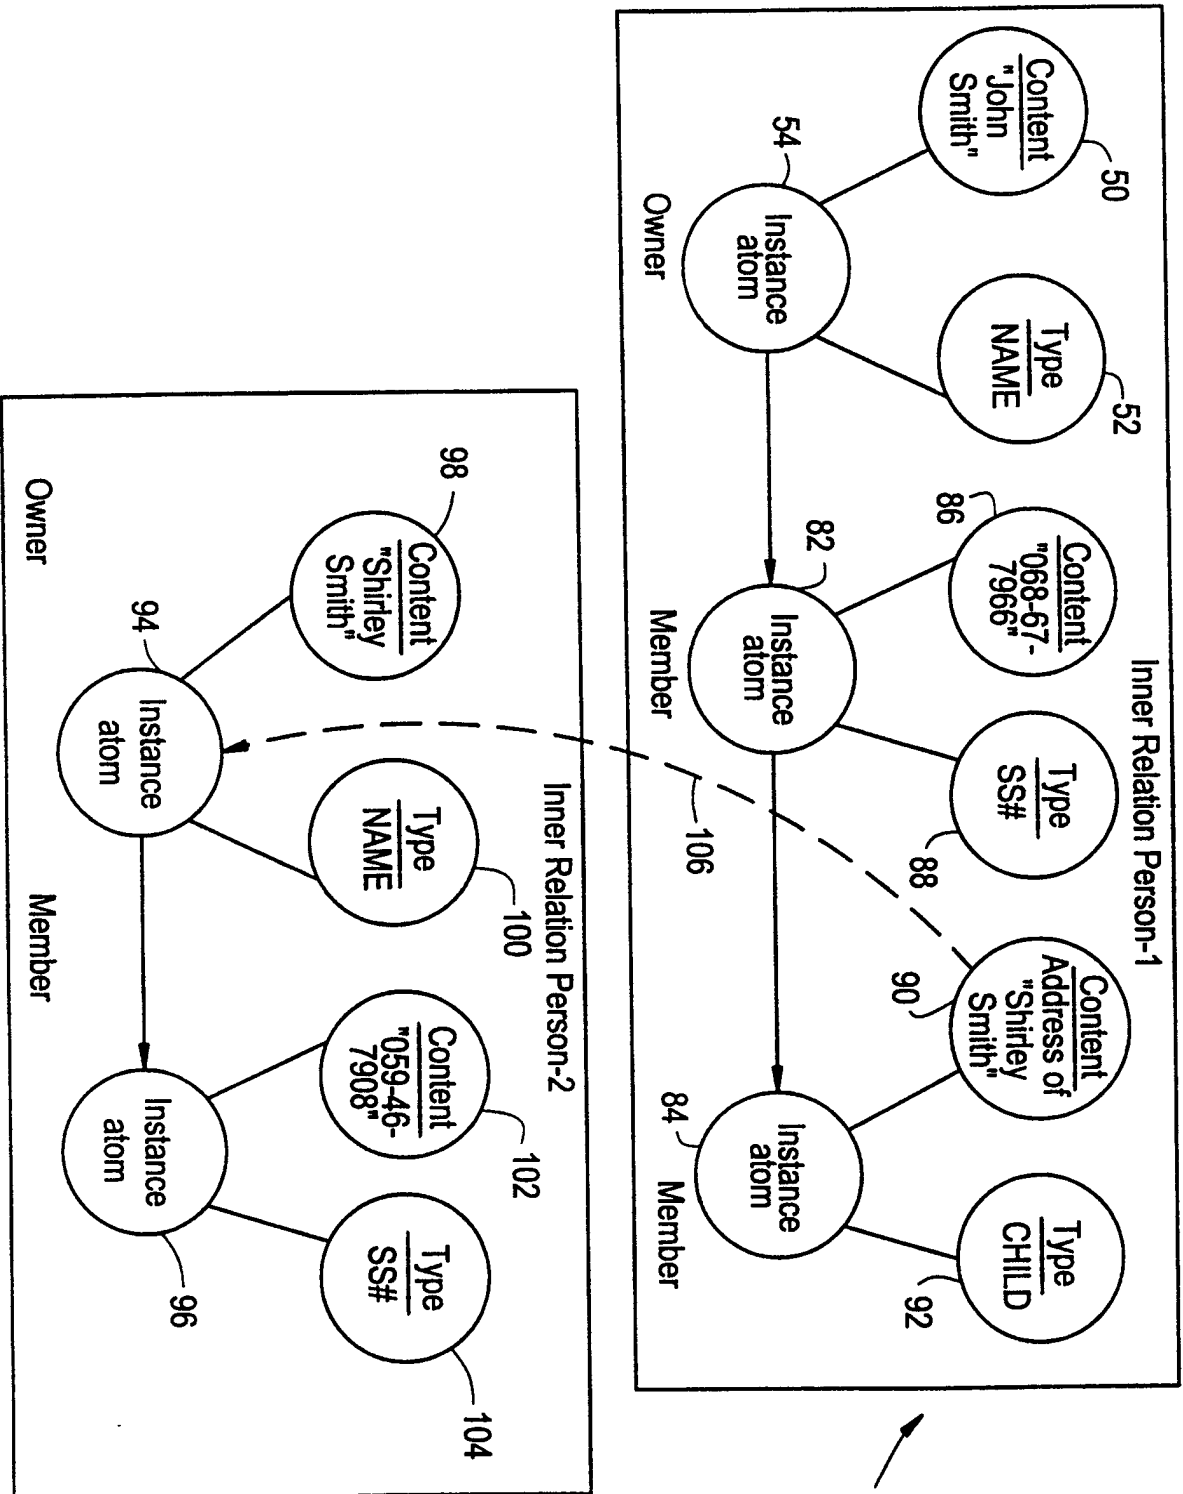 Inner Relation Person-1
50
52
86
88
90
92
Content
"John
Smith"
Type
NAME
Content
"068-67-
7966"
Type
SS#
Content
Address of
"Shirley
Smith"
Type
CHILD
54
82
84
Instance
atom
Instance
atom
Instance
atom
Owner
Member
Member
106
Inner Relation Person-2
98
100
102
104
Content
"Shirley
Smith"
Type
NAME
Content
"059-46-
7908"
Type
SS#
94
96
Instance
atom
Instance
atom
Owner
Member